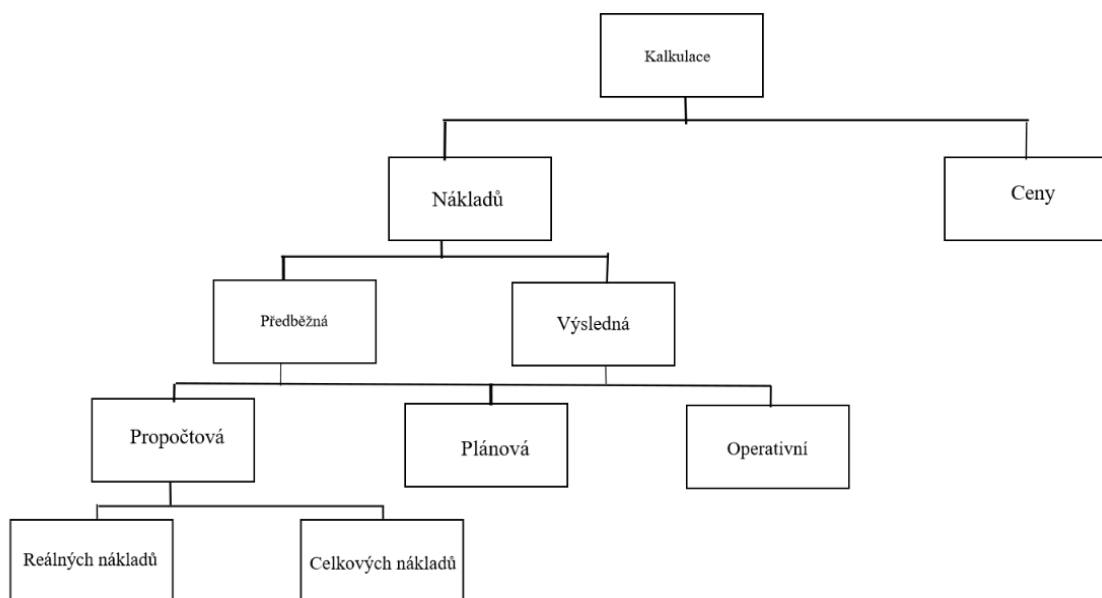 Kalkulace
Nákladů
Ceny
Předběžná
Výsledná
Propočtová
Plánová
Operativní
Reálných nákladů
Celkových nákladů